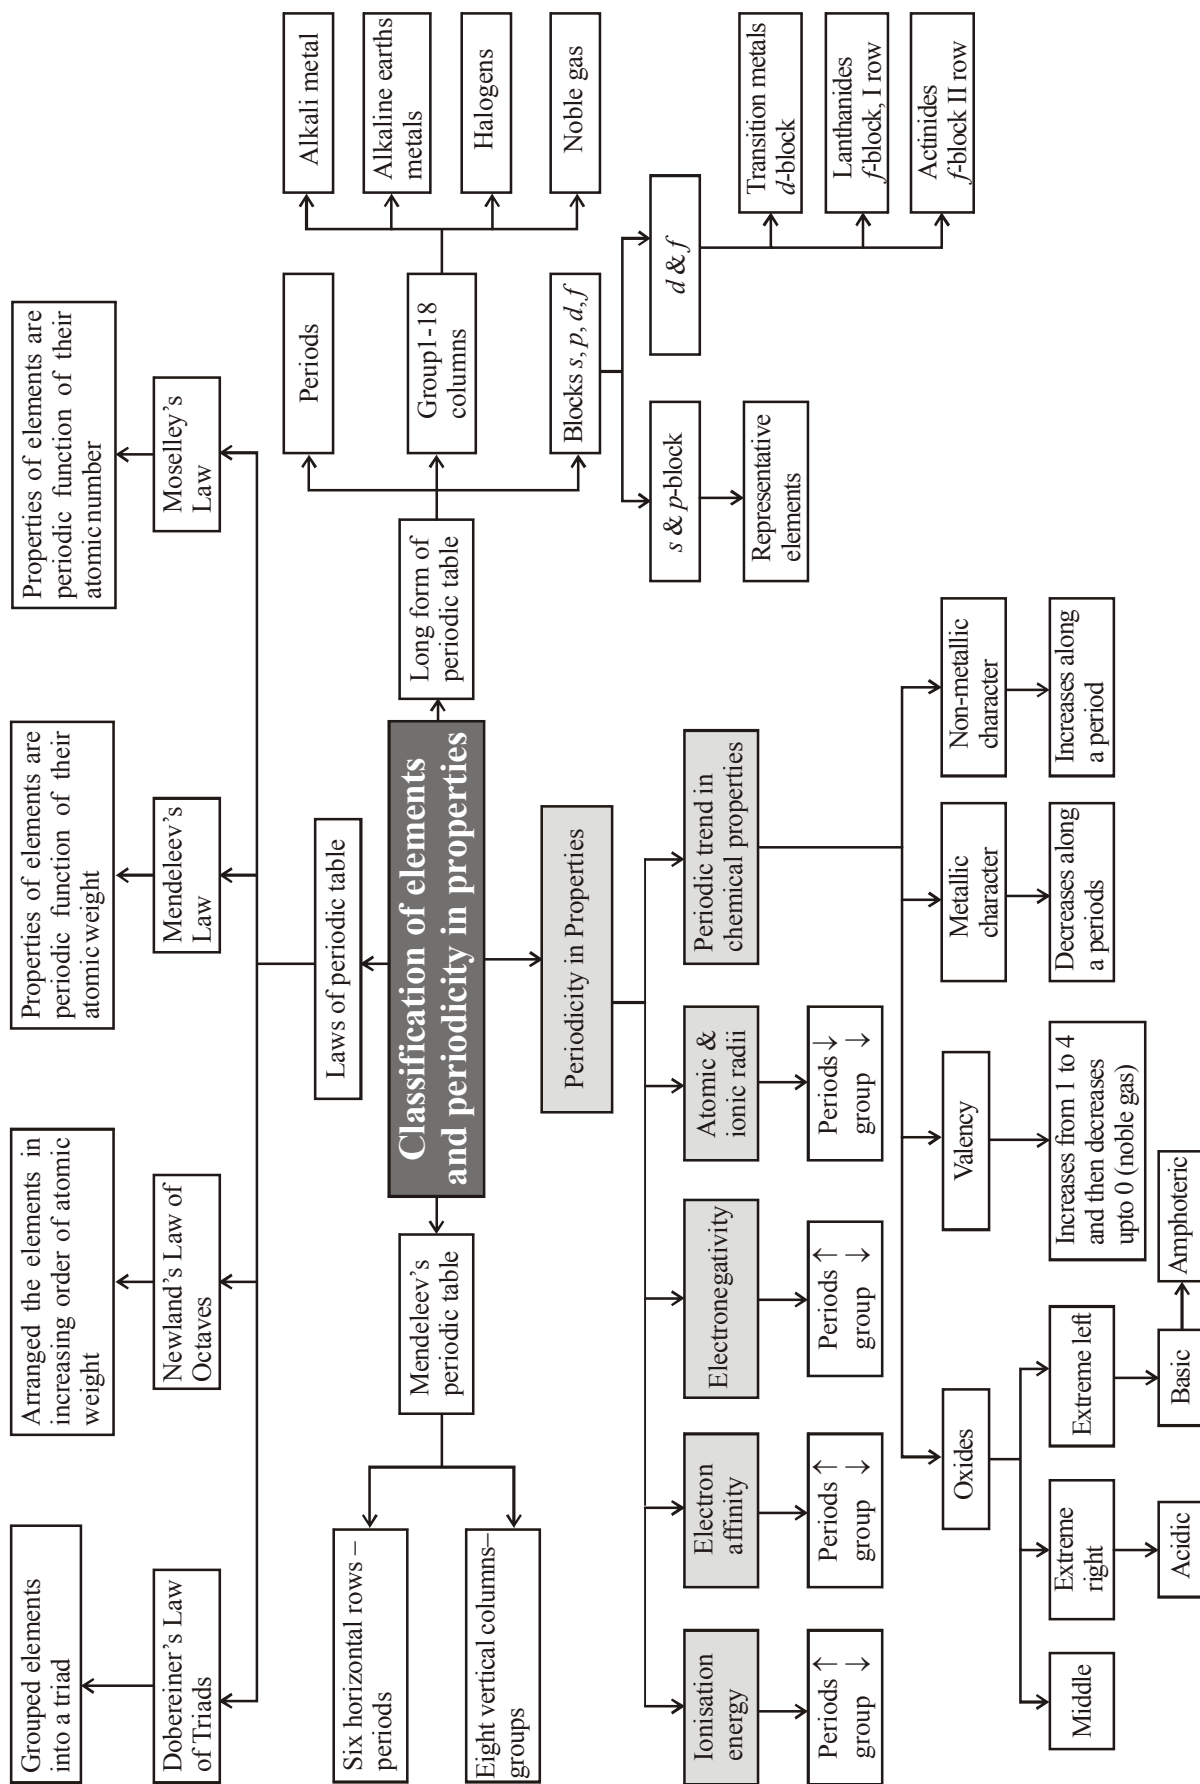 Grouped elements
into a triad
Arranged the elements in
increasing order of atomic
weight
Properties of elements are
periodic function of their
atomic weight
Properties of elements are
periodic function of their
atomic number
Dobereiner's Law
of Triads
Newland's Law of
Octaves
Mendeleev's
Law
Moselley's
Law
Laws of periodic table
Six horizontal rows –
periods
Eight vertical columns–
groups
Mendeleev's
periodic table
Classification of elements
and periodicity in properties
Long form of
periodic table
Periods
Group1-18
columns
Blocks s, p, d, f
Alkali metal
Alkaline earths
metals
Halogens
Noble gas
s & p-block
d & f
Representative
elements
Transition metals
d-block
Lanthanides
f-block, I row
Actinides
f-block II row
Periodicity in Properties
Ionisation
energy
Electron
affinity
Electronegativity
Atomic &
ionic radii
Periodic trend in
chemical properties
Periods ↑
group ↓
Periods ↑
group ↓
Periods ↑
group ↓
Periods ↓
group ↓
Oxides
Valency
Metallic
character
Non-metallic
character
Middle
Extreme
right
Extreme left
Increases from 1 to 4
and then decreases
upto 0 (noble gas)
Decreases along
a periods
Increases along
a period
Acidic
Basic
Amphoteric